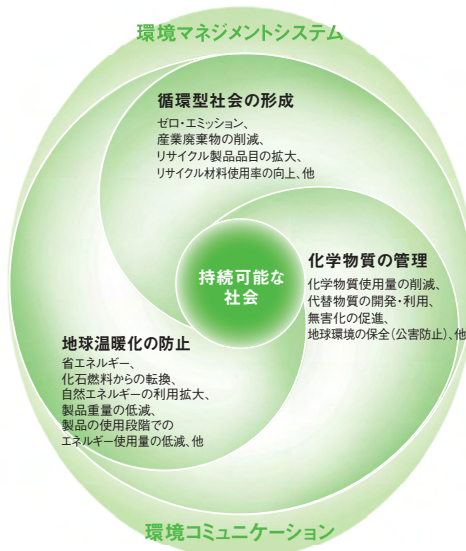 環境マネジメントシステム
循環型社会の形成
ゼロ・エミッション、
産業廃棄物の削減、
リサイクル製品品目の拡大、
リサイクル材料使用率の向上、他
持続可能な
社会
化学物質の管理
化学物質使用量の削減、
代替物質の開発・利用、
無害化の促進、
地球環境の保全(公害防止)、他
地球温暖化の防止
省エネルギー、
化石燃料からの転換、
自然エネルギーの利用拡大、
製品重量の低減、
製品の使用段階での
エネルギー使用量の低減、他
環境コミュニケーション